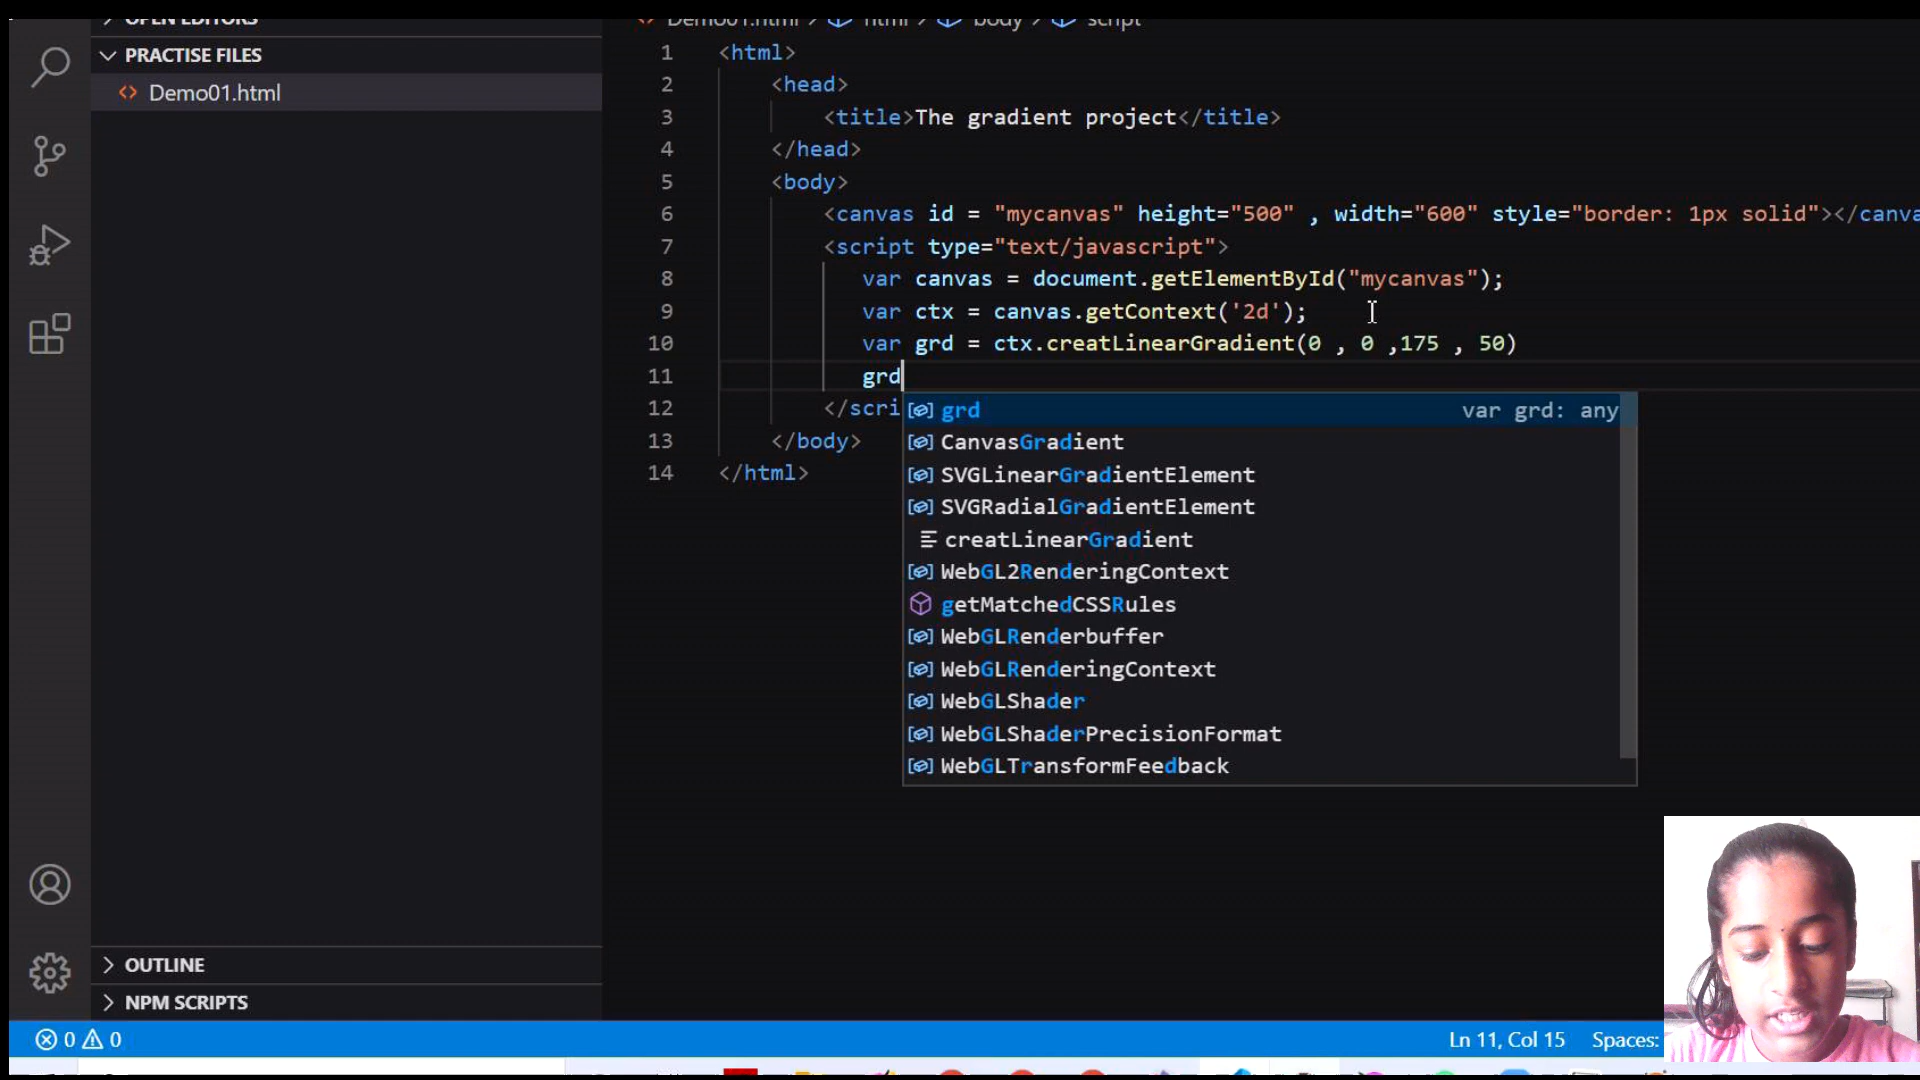 OPEN EDITORS
PRACTISE FILES
Demo01.html
Demo01.html > html > body > script
1 <html>
2 <head>
3 <title>The gradient project</title>
4 </head>
5 <body>
6 <canvas id = "mycanvas" height="500" , width="600" style="border: 1px solid"></canva
7 <script type="text/javascript">
8 var canvas = document.getElementById("mycanvas");
9 var ctx = canvas.getContext('2d');
10 var grd = ctx.creatLinearGradient(0 , 0 ,175 , 50)
11 grd
12 </scri
13 </body>
14 </html>
grd var grd: any
CanvasGradient
SVGLinearGradientElement
SVGRadialGradientElement
creatLinearGradient
WebGL2RenderingContext
getMatchedCSSRules
WebGLRenderbuffer
WebGLRenderingContext
WebGLShader
WebGLShaderPrecisionFormat
WebGLTransformFeedback
OUTLINE
NPM SCRIPTS
0 0
Ln 11, Col 15 Spaces: